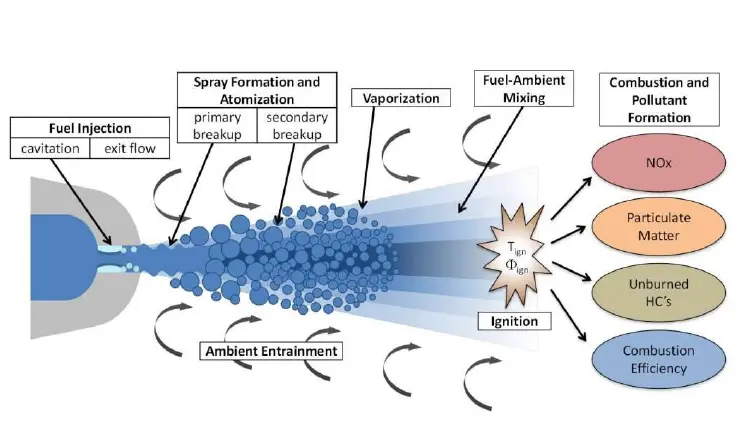 Fuel Injection
cavitation
exit flow
Spray Formation and
Atomization
primary
breakup
secondary
breakup
Vaporization
Fuel-Ambient
Mixing
Combustion and
Pollutant
Formation
NOx
Particulate
Matter
Unburned
HC´s
Combustion
Efficiency
Tign
Φign
Ignition
Ambient Entrainment